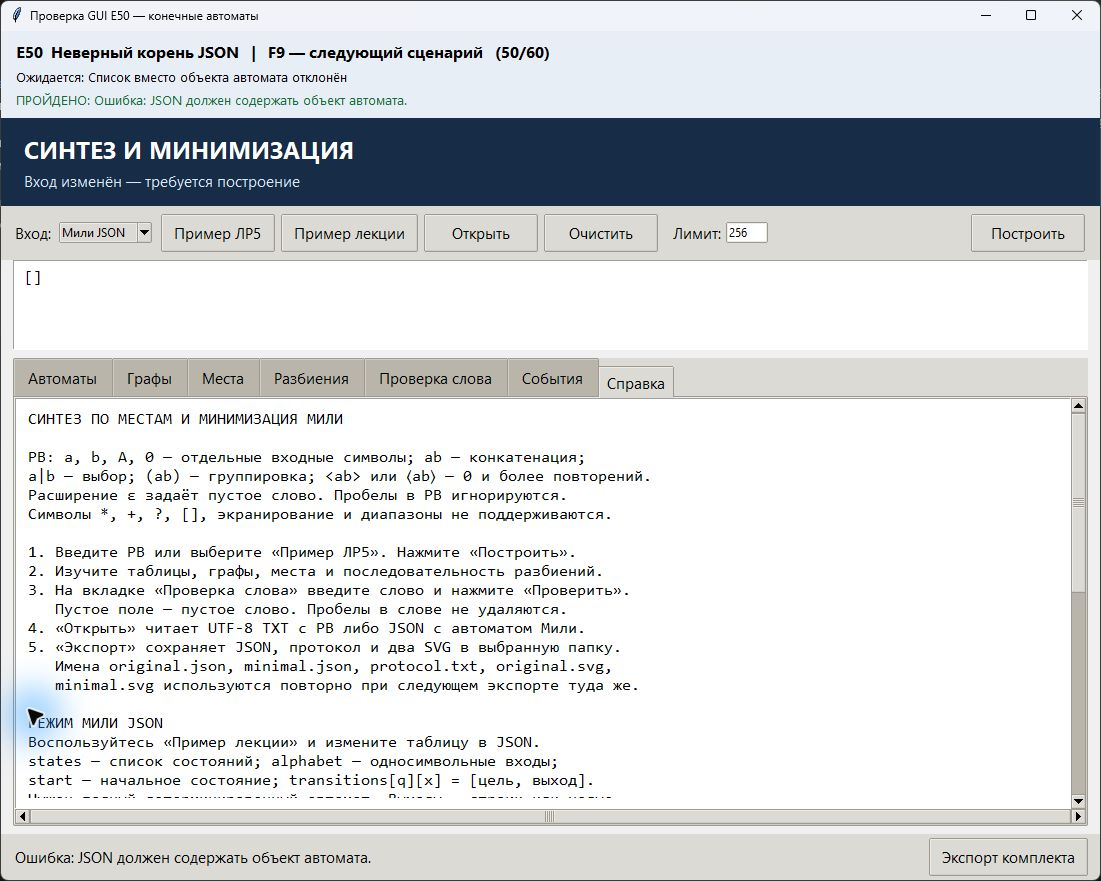 Проверка GUI E50 — конечные автоматы
E50 Неверный корень JSON | F9 — следующий сценарий (50/60)
Ожидается: Список вместо объекта автомата отклонён
ПРОЙДЕНО: Ошибка: JSON должен содержать объект автомата.
СИНТЕЗ И МИНИМИЗАЦИЯ
Вход изменён — требуется построение
Вход: Мили JSON Пример ЛР5 Пример лекции Открыть Очистить Лимит: 256 Построить
[]
Автоматы Графы Места Разбиения Проверка слова События Справка
СИНТЕЗ ПО МЕСТАМ И МИНИМИЗАЦИЯ МИЛИ
РВ: a, b, A, 0 — отдельные входные символы; ab — конкатенация;
a|b — выбор; (ab) — группировка; <ab> или ⟨ab⟩ — 0 и более повторений.
Расширение ε задаёт пустое слово. Пробелы в РВ игнорируются.
Символы *, +, ?, [], экранирование и диапазоны не поддерживаются.
1. Введите РВ или выберите «Пример ЛР5». Нажмите «Построить».
2. Изучите таблицы, графы, места и последовательность разбиений.
3. На вкладке «Проверка слова» введите слово и нажмите «Проверить».
Пустое поле — пустое слово. Пробелы в слове не удаляются.
4. «Открыть» читает UTF-8 TXT с РВ либо JSON с автоматом Мили.
5. «Экспорт» сохраняет JSON, протокол и два SVG в выбранную папку.
Имена original.json, minimal.json, protocol.txt, original.svg,
minimal.svg используются повторно при следующем экспорте туда же.
РЕЖИМ МИЛИ JSON
Воспользуйтесь «Пример лекции» и измените таблицу в JSON.
states — список состояний; alphabet — односимвольные входы;
start — начальное состояние; transitions[q][x] = [цель, выход].
Ошибка: JSON должен содержать объект автомата.
Экспорт комплекта